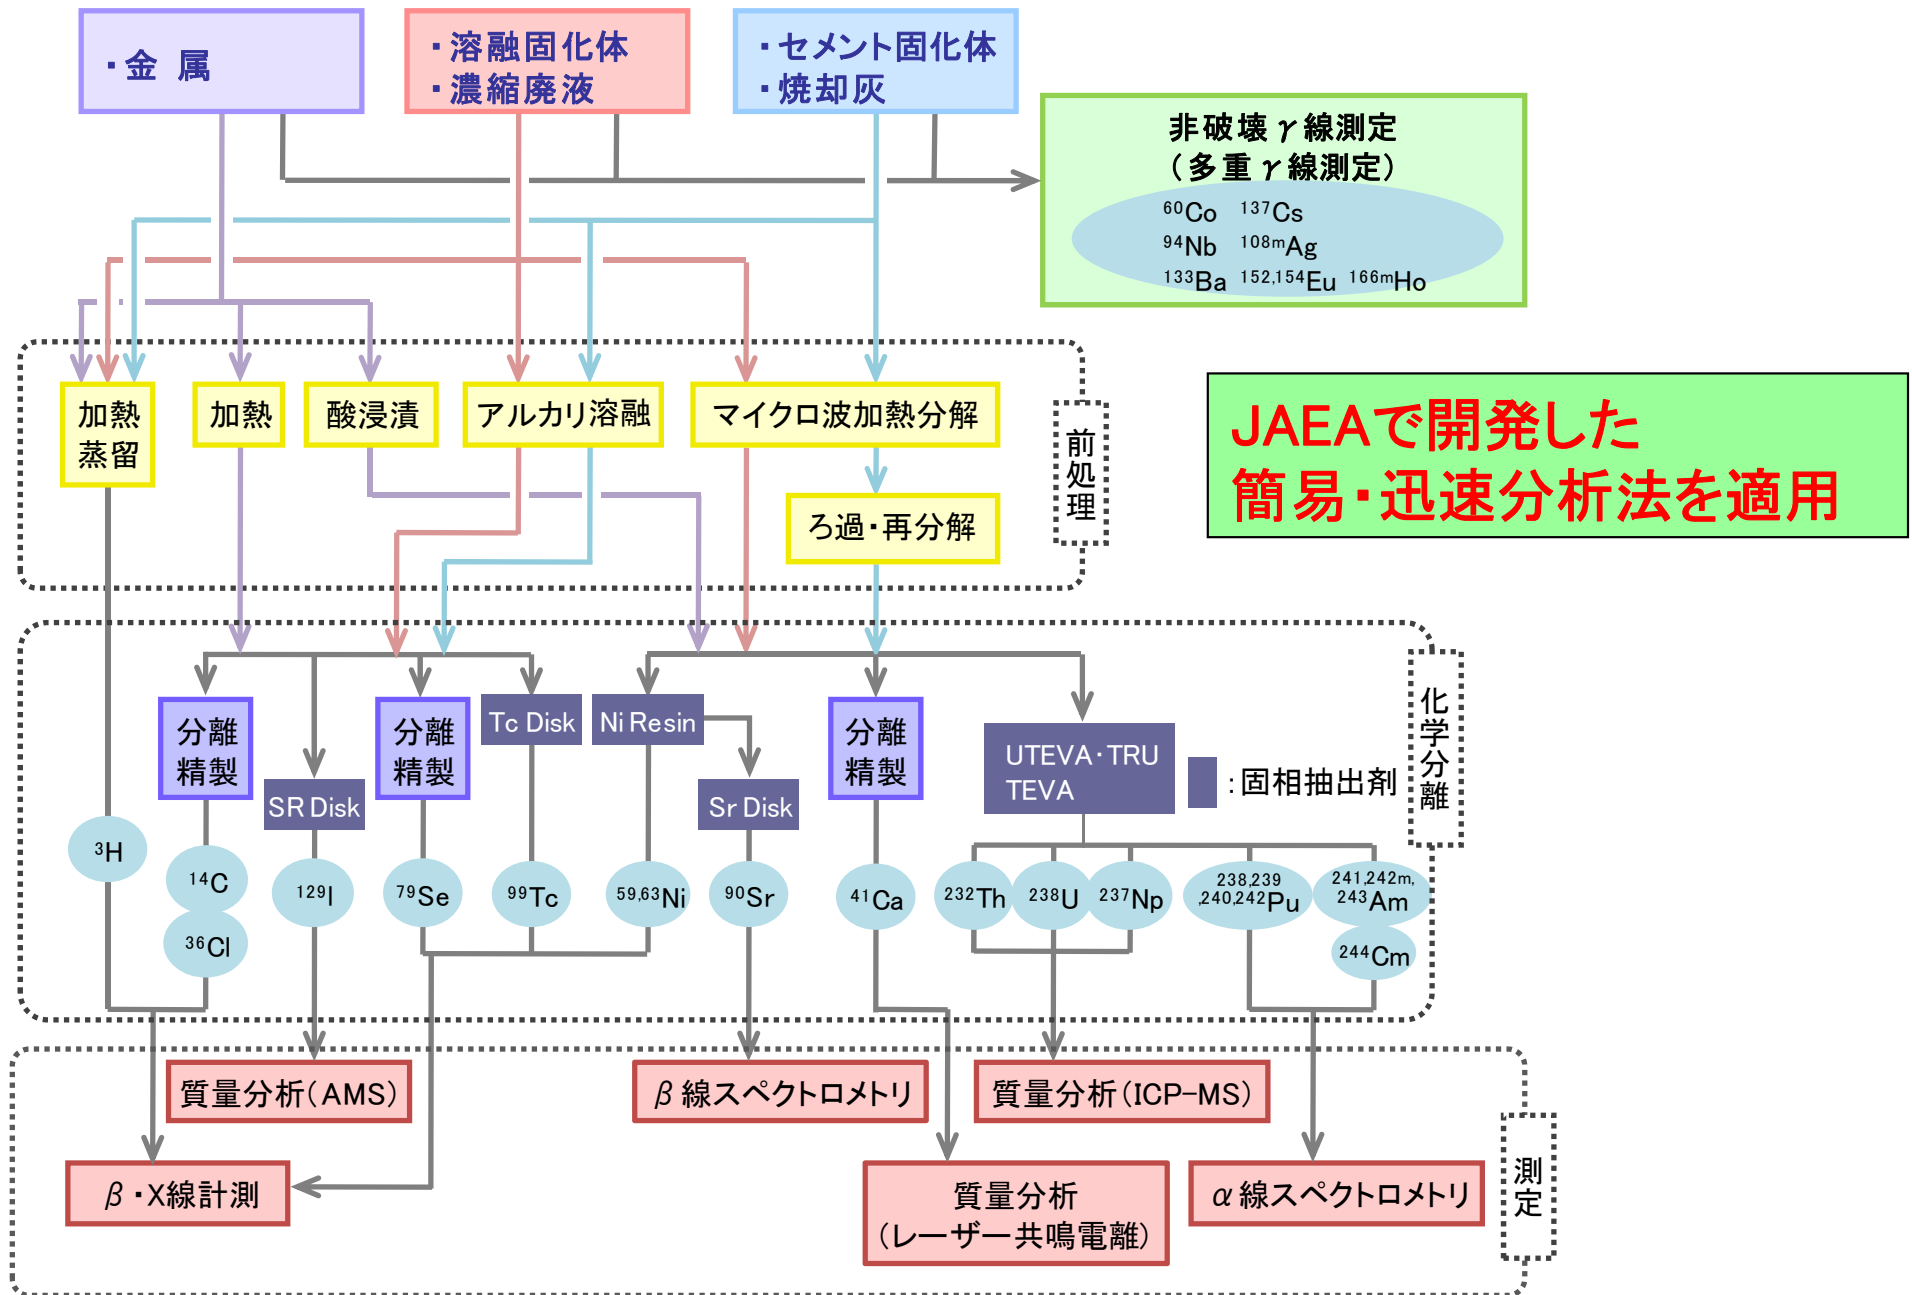 ・金 属
・溶融固化体
・濃縮廃液
・セメント固化体
・焼却灰
非破壊γ線測定
（多重γ線測定）
60Co 137Cs
94Nb 108mAg
133Ba 152,154Eu 166mHo
加熱
蒸留
加熱
酸浸漬
アルカリ溶融
マイクロ波加熱分解
ろ過・再分解
前処理
JAEAで開発した
簡易・迅速分析法を適用
分離
精製
SR Disk
分離
精製
Tc Disk
Ni Resin
Sr Disk
分離
精製
UTEVA・TRU
TEVA
：固相抽出剤
化学分離
3H
14C
36Cl
129I
79Se
99Tc
59,63Ni
90Sr
41Ca
232Th
238U
237Np
238,239
,240,242Pu
241,242m,
243Am
244Cm
質量分析（AMS）
β線スペクトロメトリ
質量分析（ICP-MS）
β・X線計測
質量分析
（レーザー共鳴電離）
α線スペクトロメトリ
測定